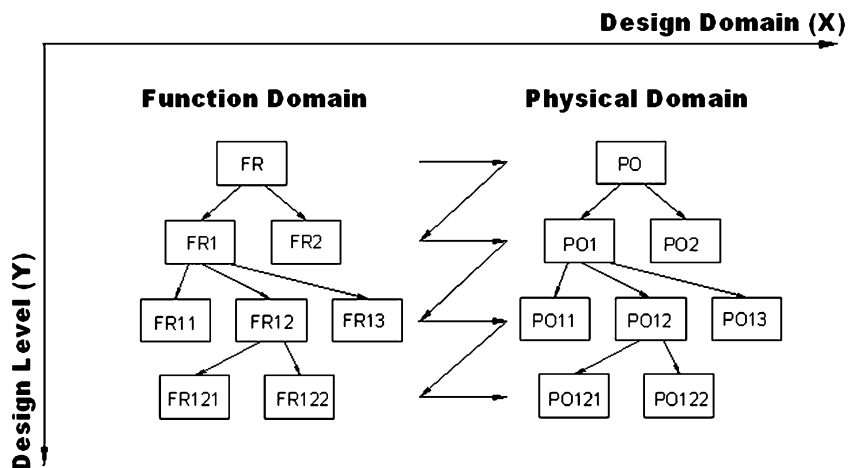 Design Domain (X)
Function Domain
Physical Domain
FR
PO
FR1
FR2
PO1
PO2
FR11
FR12
FR13
PO11
PO12
PO13
FR121
FR122
PO121
PO122
Design Level (Y)